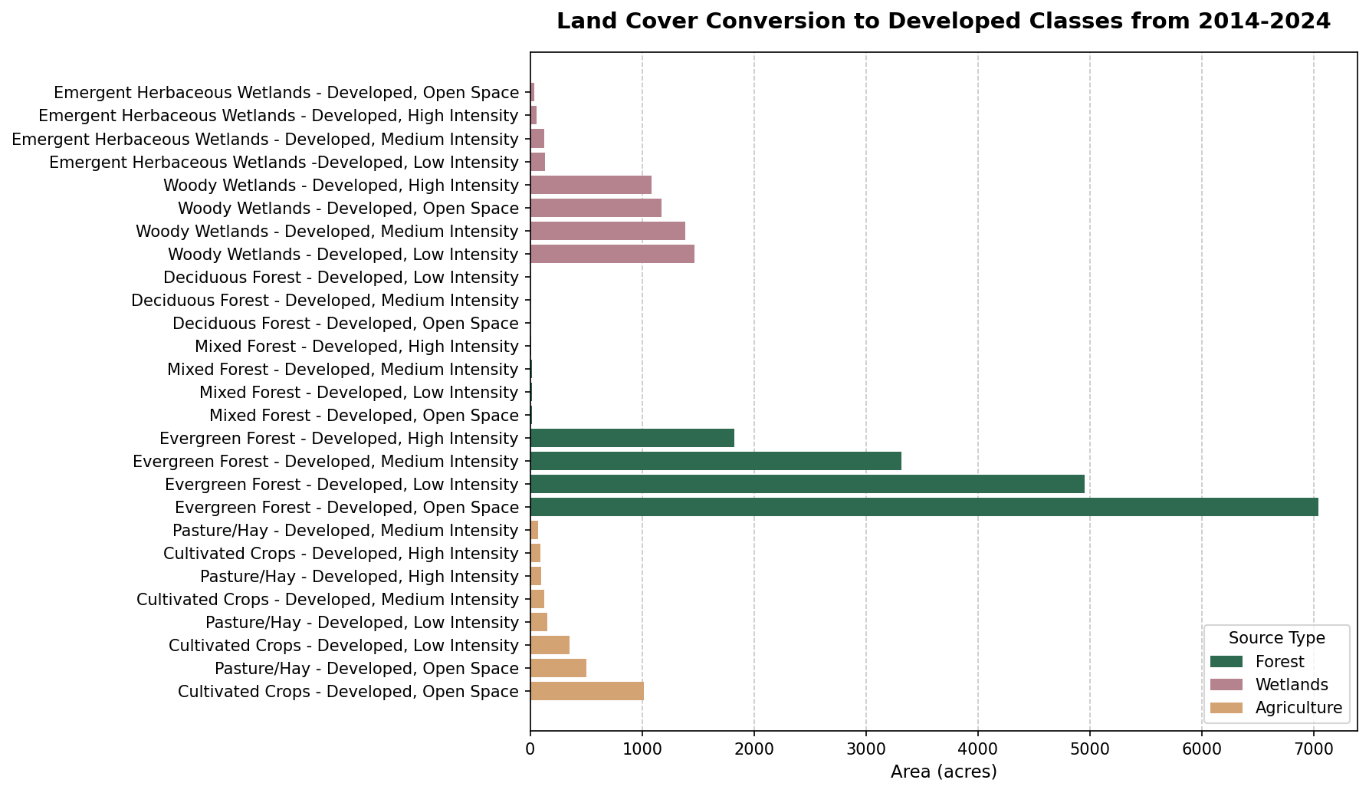 Land Cover Conversion to Developed Classes from 2014-2024
Emergent Herbaceous Wetlands - Developed, Open Space
Emergent Herbaceous Wetlands - Developed, High Intensity
Emergent Herbaceous Wetlands - Developed, Medium Intensity
Emergent Herbaceous Wetlands -Developed, Low Intensity
Woody Wetlands - Developed, High Intensity
Woody Wetlands - Developed, Open Space
Woody Wetlands - Developed, Medium Intensity
Woody Wetlands - Developed, Low Intensity
Deciduous Forest - Developed, Low Intensity
Deciduous Forest - Developed, Medium Intensity
Deciduous Forest - Developed, Open Space
Mixed Forest - Developed, High Intensity
Mixed Forest - Developed, Medium Intensity
Mixed Forest - Developed, Low Intensity
Mixed Forest - Developed, Open Space
Evergreen Forest - Developed, High Intensity
Evergreen Forest - Developed, Medium Intensity
Evergreen Forest - Developed, Low Intensity
Evergreen Forest - Developed, Open Space
Pasture/Hay - Developed, Medium Intensity
Cultivated Crops - Developed, High Intensity
Pasture/Hay - Developed, High Intensity
Cultivated Crops - Developed, Medium Intensity
Pasture/Hay - Developed, Low Intensity
Cultivated Crops - Developed, Low Intensity
Pasture/Hay - Developed, Open Space
Cultivated Crops - Developed, Open Space
Source Type
Forest
Wetlands
Agriculture
0 1000 2000 3000 4000 5000 6000 7000
Area (acres)